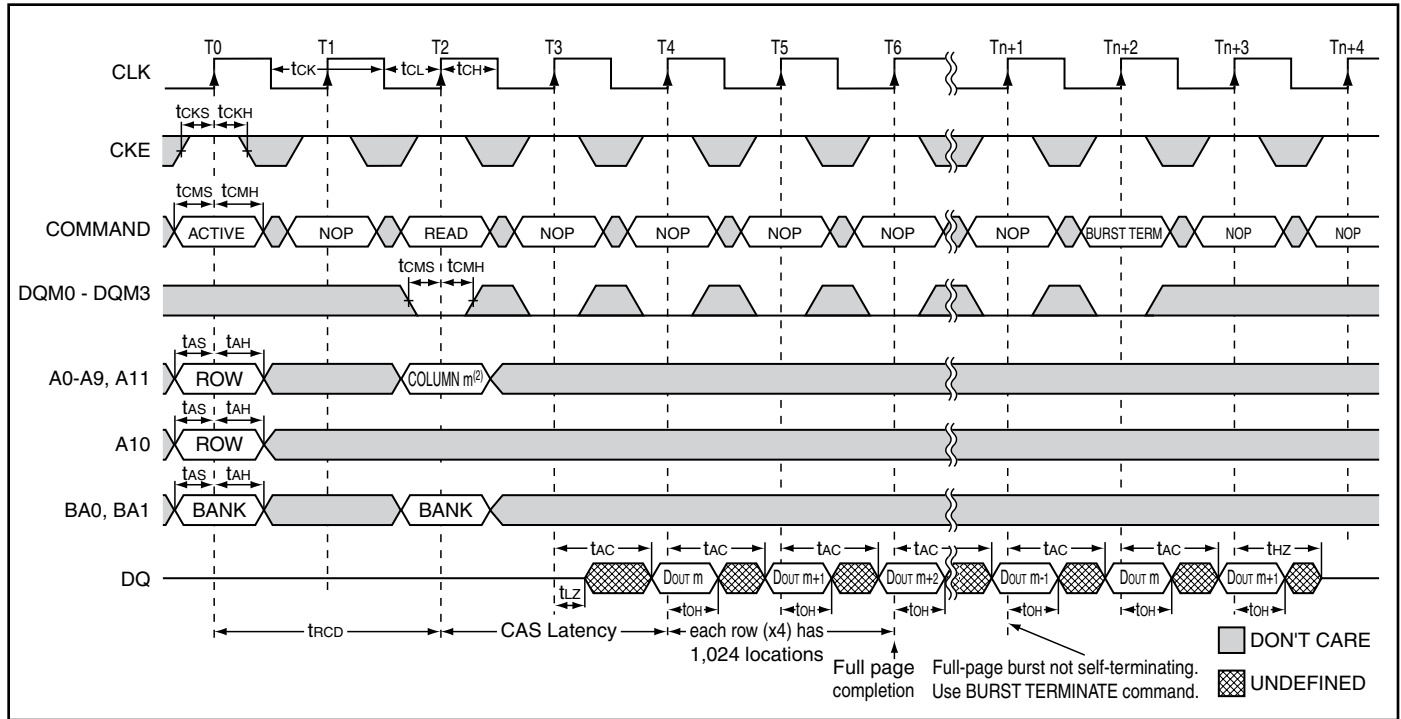 T0 T1 T2 T3 T4 T5 T6 Tn+1 Tn+2 Tn+3 Tn+4
CLK tCK tCL tCH
tCKS tCKH
CKE
tCMS tCMH
COMMAND ACTIVE NOP READ NOP NOP NOP NOP NOP BURST TERM NOP NOP
tCMS tCMH
DQM0 - DQM3
tAS tAH
A0-A9, A11 ROW COLUMN m(2)
tAS tAH
A10 ROW
tAS tAH
BA0, BA1 BANK BANK
tAC tAC tAC tAC tAC tAC tHZ
DQ DOUT m DOUT m+1 DOUT m+2 DOUT m-1 DOUT m DOUT m+1
tLZ tOH tOH tOH tOH tOH tOH
tRCD CAS Latency each row (x4) has
1,024 locations
Full page
completion
Full-page burst not self-terminating.
Use BURST TERMINATE command.
DON'T CARE
UNDEFINED